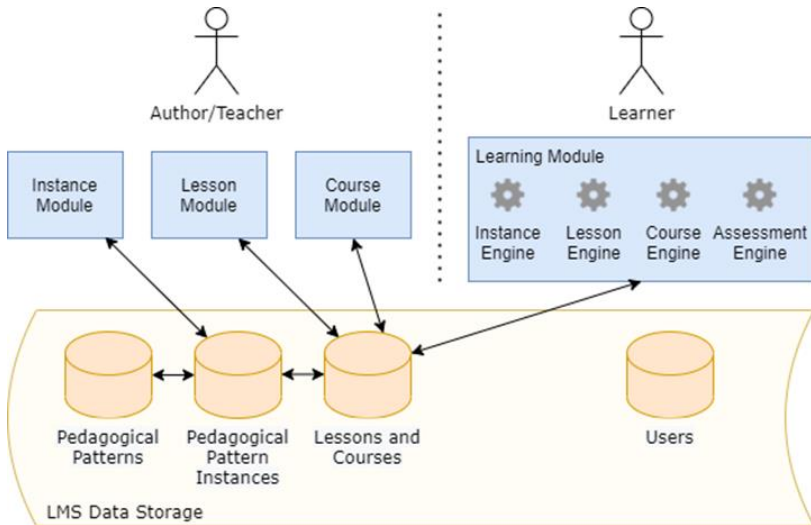 Author/Teacher
Learner
Instance
Module
Lesson
Module
Course
Module
Learning Module
Instance
Engine
Lesson
Engine
Course
Engine
Assessment
Engine
Pedagogical
Patterns
Pedagogical
Pattern
Instances
Lessons and
Courses
Users
LMS Data Storage